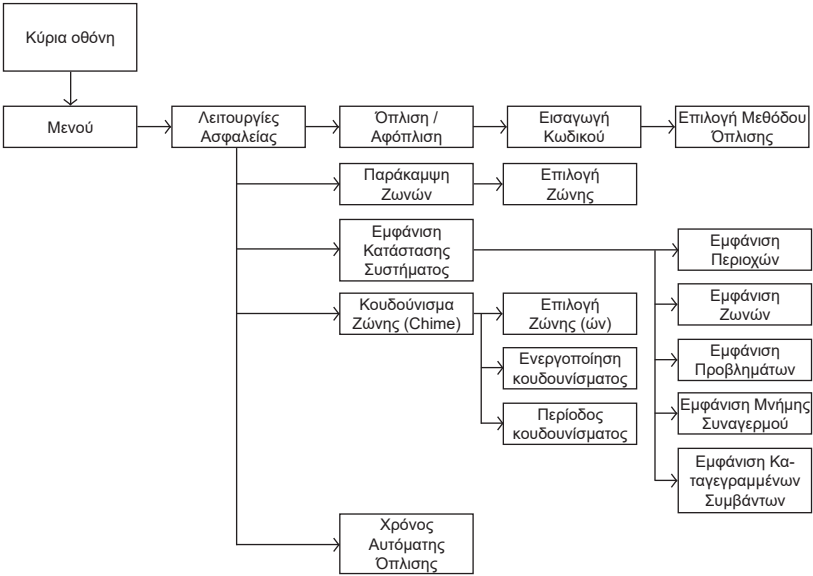 Κύρια οθόνη
Μενού
Λειτουργίες
Ασφαλείας
Όπλιση /
Αφόπλιση
Εισαγωγή
Κωδικού
Επιλογή Μεθόδου
Όπλισης
Παράκαμψη
Ζωνών
Επιλογή
Ζώνης
Εμφάνιση
Κατάστασης
Συστήματος
Εμφάνιση
Περιοχών
Εμφάνιση
Ζωνών
Εμφάνιση
Προβλημάτων
Εμφάνιση Μνήμης
Συναγερμού
Εμφάνιση Κα-
ταγεγραμμένων
Συμβάντων
Κουδούνισμα
Ζώνης (Chime)
Επιλογή
Ζώνης (ών)
Ενεργοποίηση
κουδουνίσματος
Περίοδος
κουδουνίσματος
Χρόνος
Αυτόματης
Όπλισης